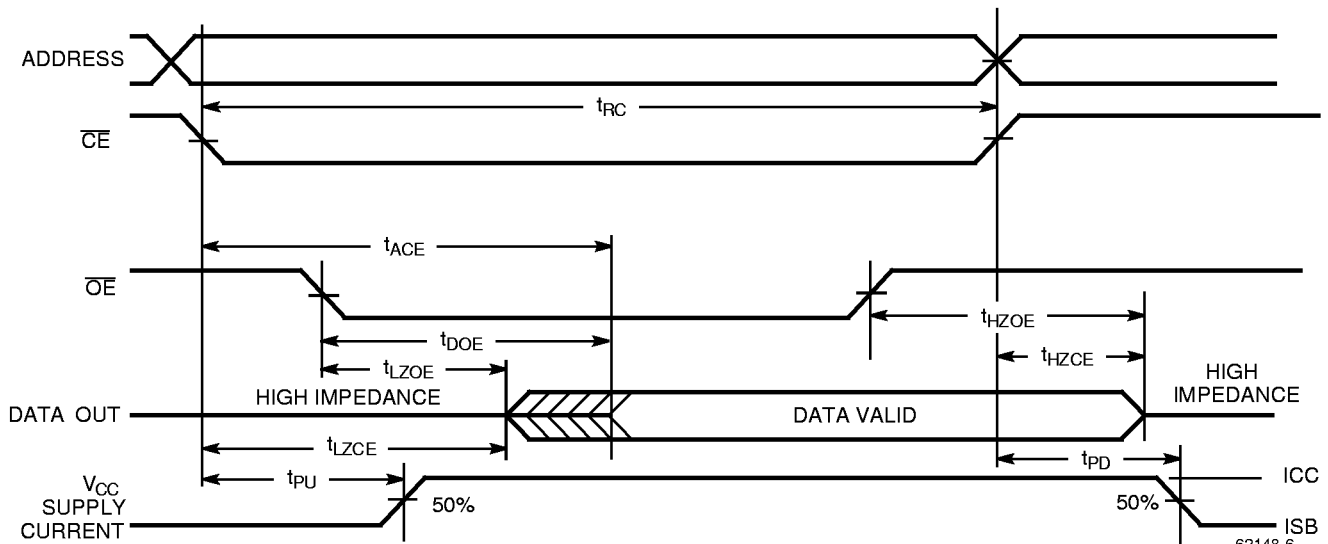 ADDRESS
tRC
CE
tACE
OE
tHZOE
tDOE
tHZCE
tLZOE
HIGH
IMPEDANCE
HIGH IMPEDANCE
DATA OUT
DATA VALID
tLZCE
tPD
tPU
VCC
SUPPLY
CURRENT
50%
50%
ICC
ISB